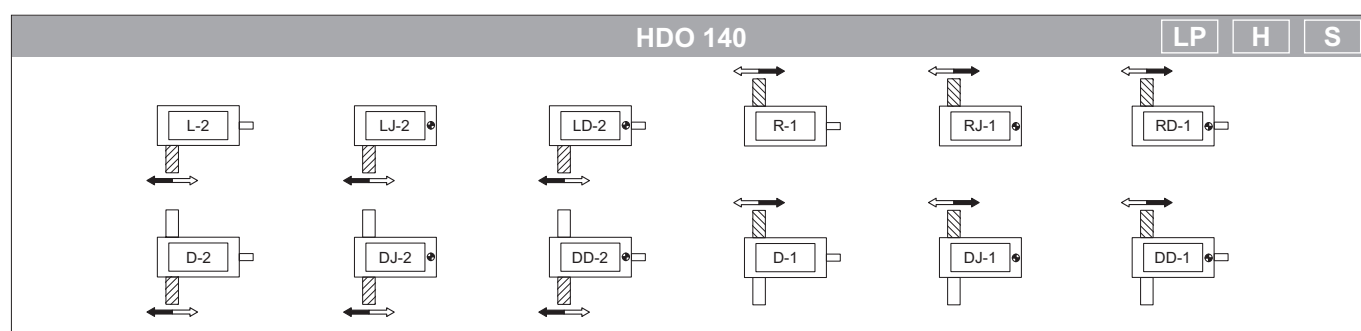 HDO 140 LP H S
L-2 LJ-2 LD-2 R-1 RJ-1 RD-1
D-2 DJ-2 DD-2 D-1 DJ-1 DD-1